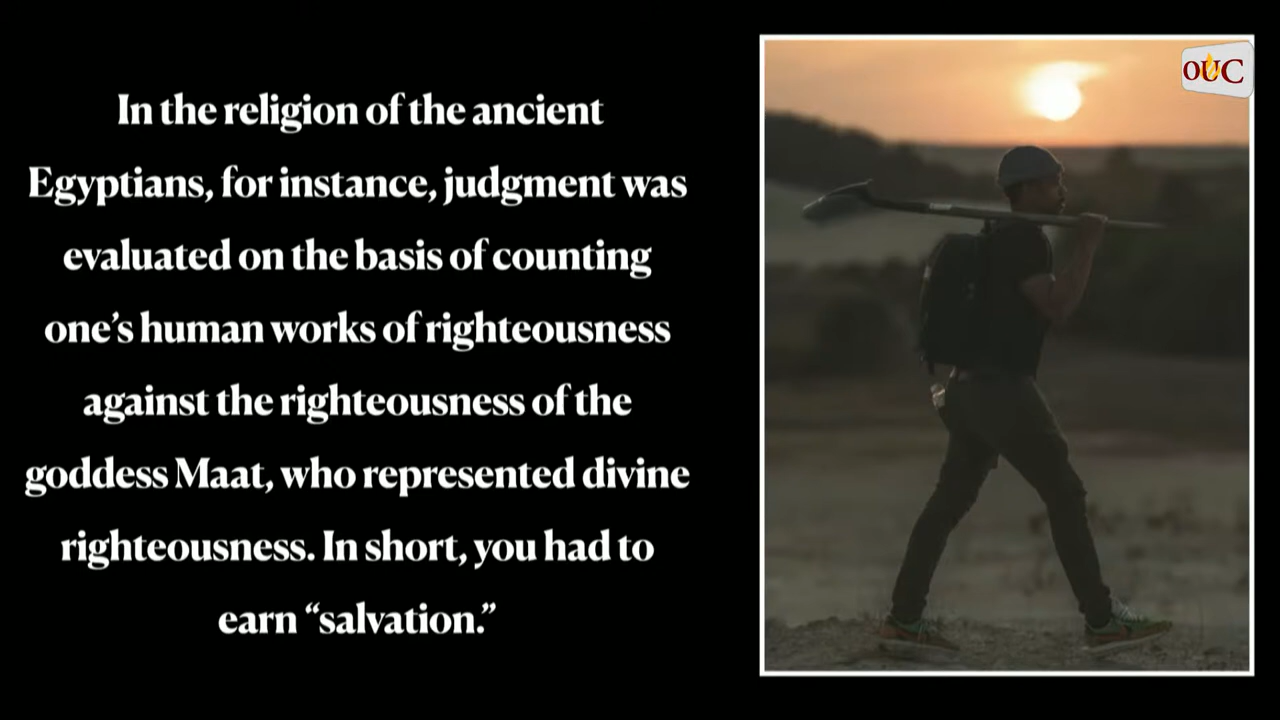 In the religion of the ancient
Egyptians, for instance, judgment was
evaluated on the basis of counting
one’s human works of righteousness
against the righteousness of the
goddess Maat, who represented divine
righteousness. In short, you had to
earn “salvation.”
OUC